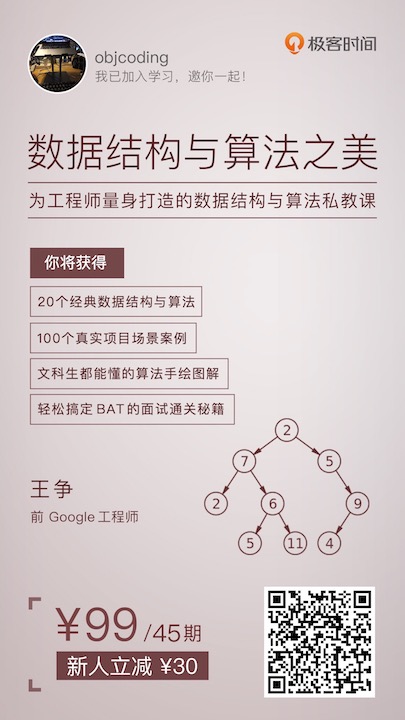 objcoding
极客时间
我已加入学习，邀你一起！
数据结构与算法之美
为工程师量身打造的数据结构与算法私教课
你将获得
20个经典数据结构与算法
100个真实项目场景案例
文科生都能懂的算法手绘图解
轻松搞定BAT的面试通关秘籍
2
7
5
2
6
9
5
11
4
王争
前 Google 工程师
¥99/45期
新人立减 ¥30